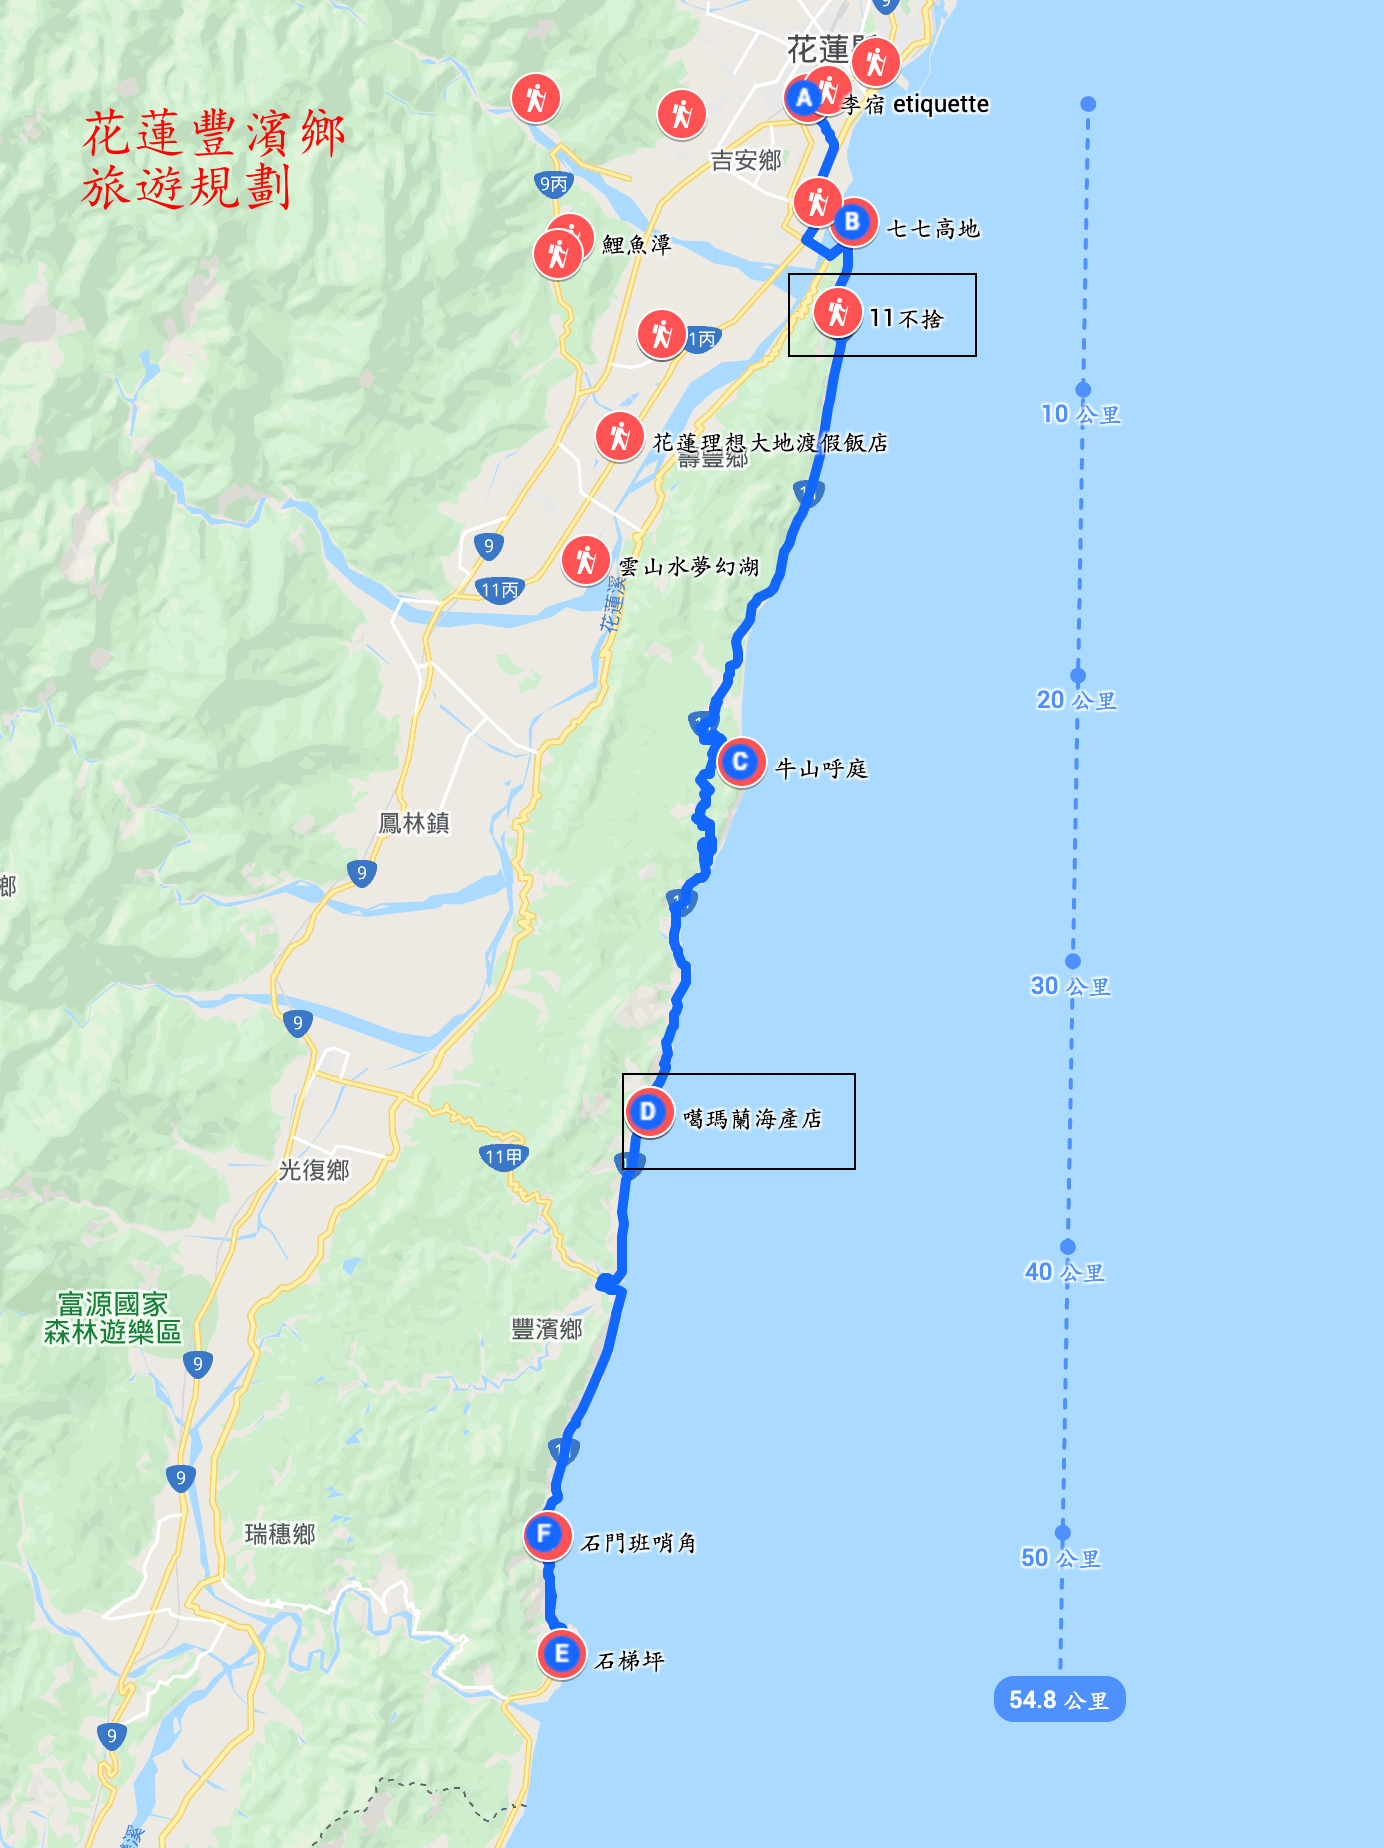 9
花蓮縣
花蓮豐濱鄉
旅遊規劃
A
李宿 etiquette
吉安鄉
9丙
B
七七高地
鯉魚潭
11不捨
1丙
10 公里
花蓮理想大地渡假飯店
壽豐鄉
9
雲山水夢幻湖
11丙
花蓮溪
20 公里
C
牛山呼庭
鳳林鎮
9
鄉
30 公里
9
D
噶瑪蘭海產店
11甲
光復鄉
40 公里
富源國家
森林遊樂區
豐濱鄉
9
9
瑞穗鄉
F
石門班哨角
50 公里
E
石梯坪
54.8 公里
9
溪